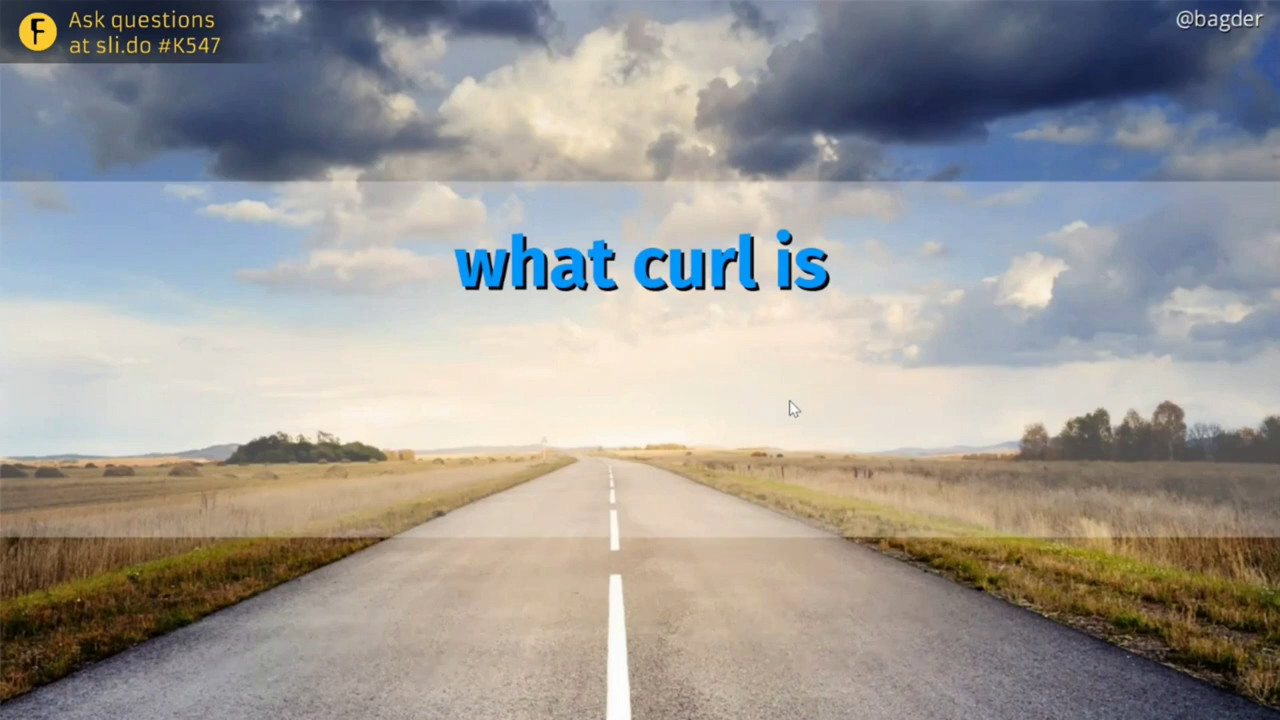 F
Ask questions
at sli.do #K547
@bagder
what curl is